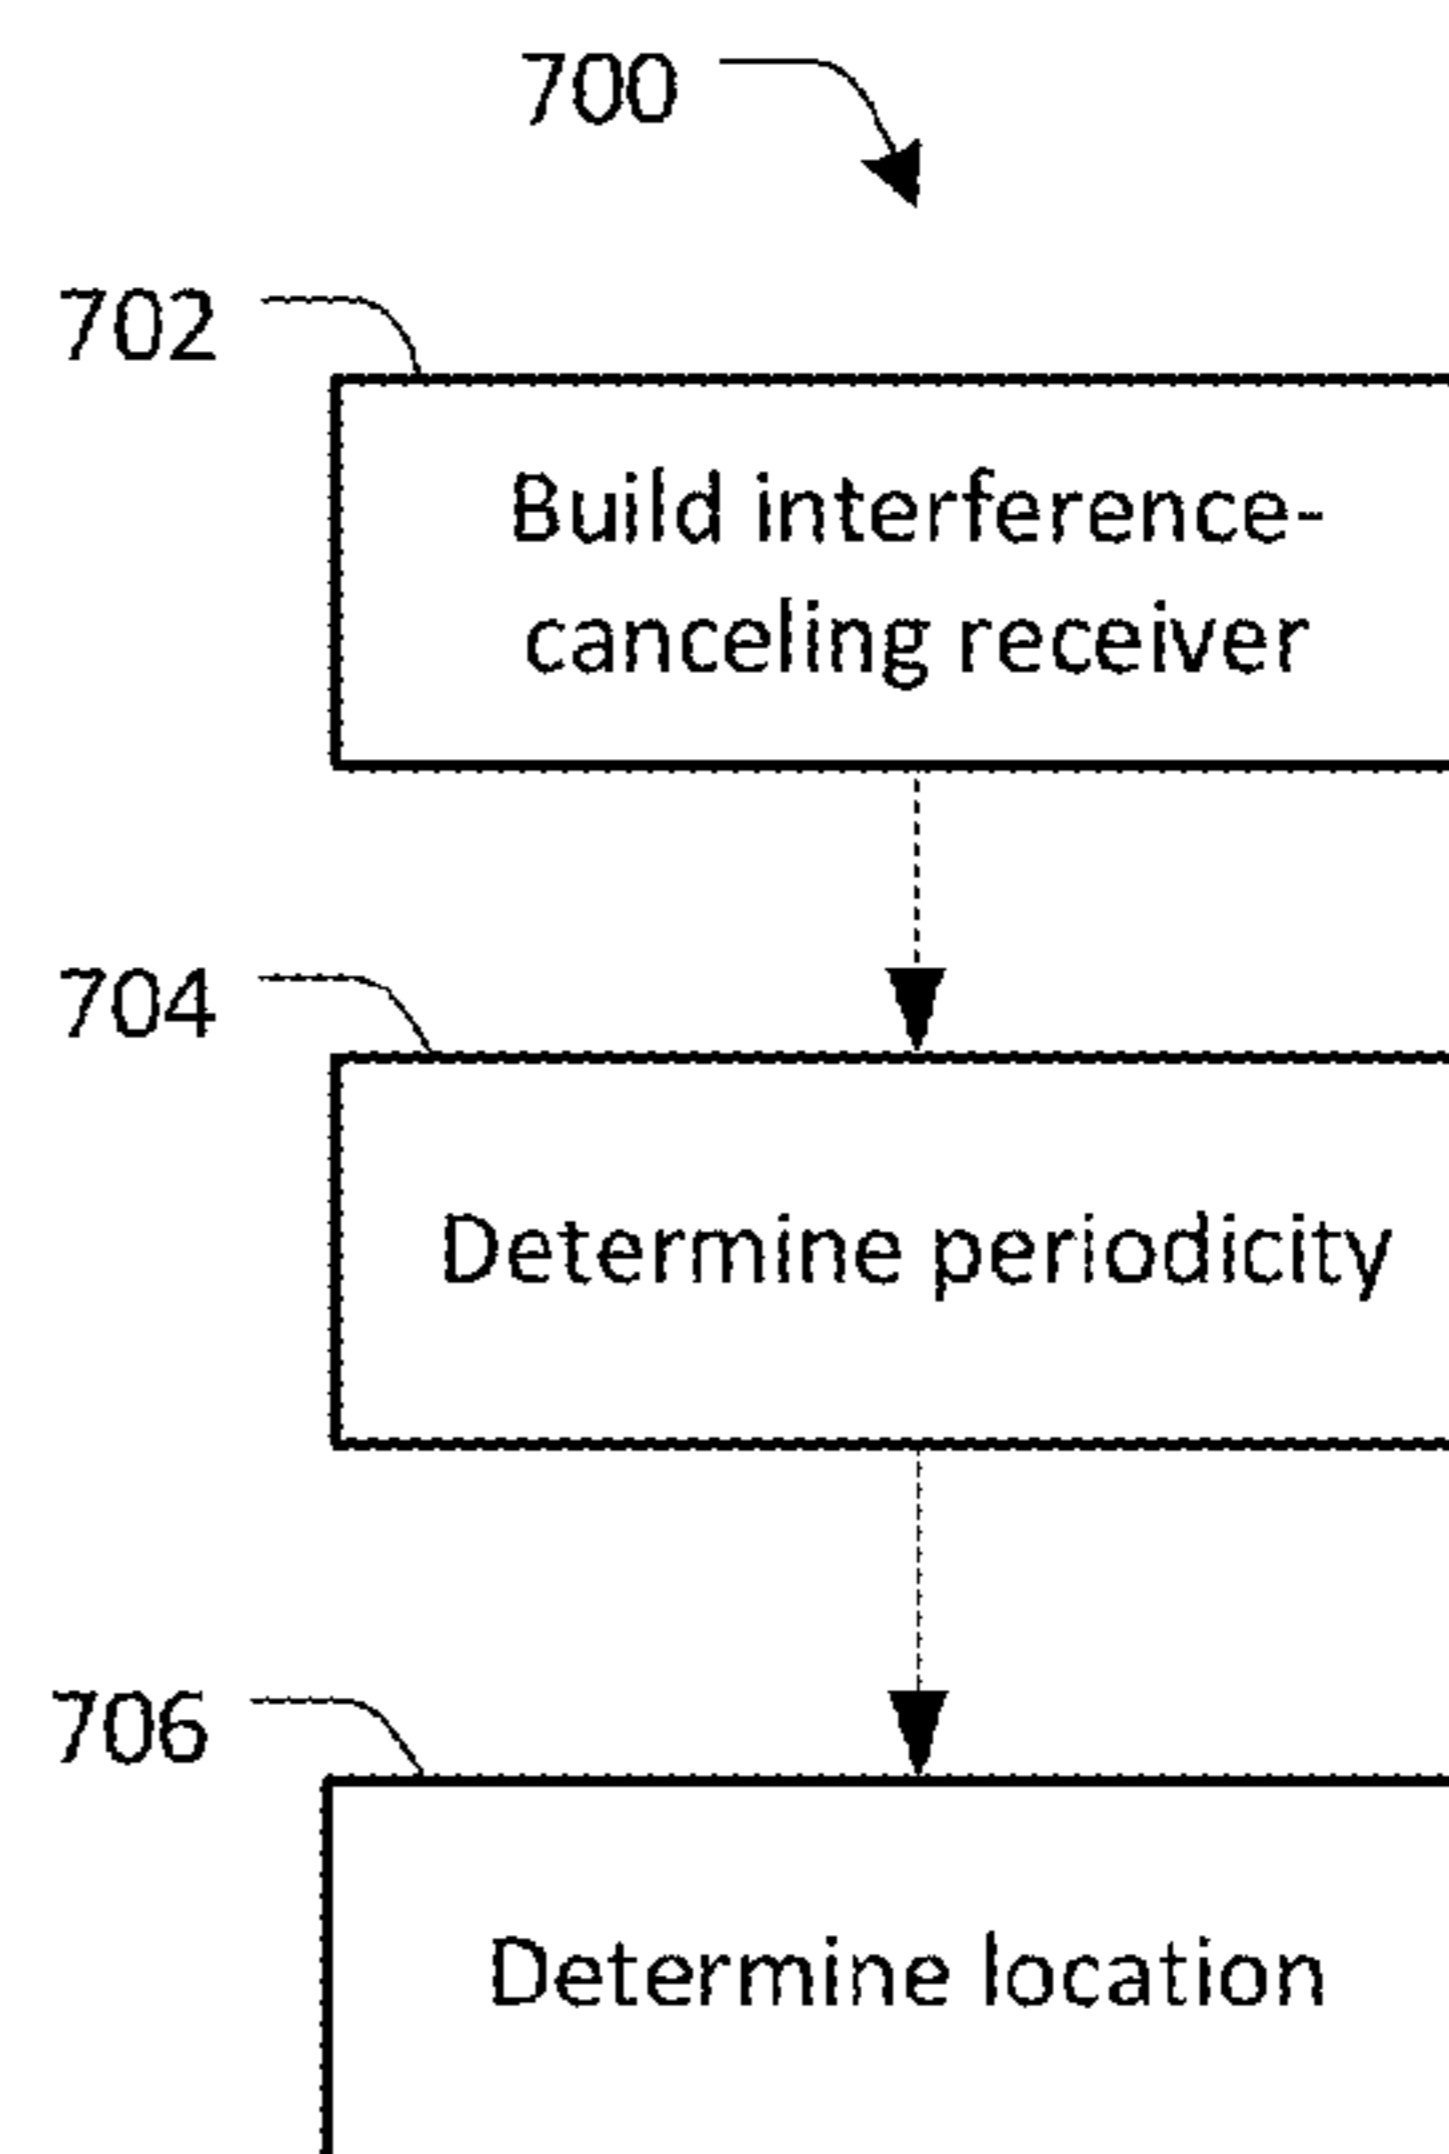 700
702
Build interference-
canceling receiver
704
Determine periodicity
706
Determine location